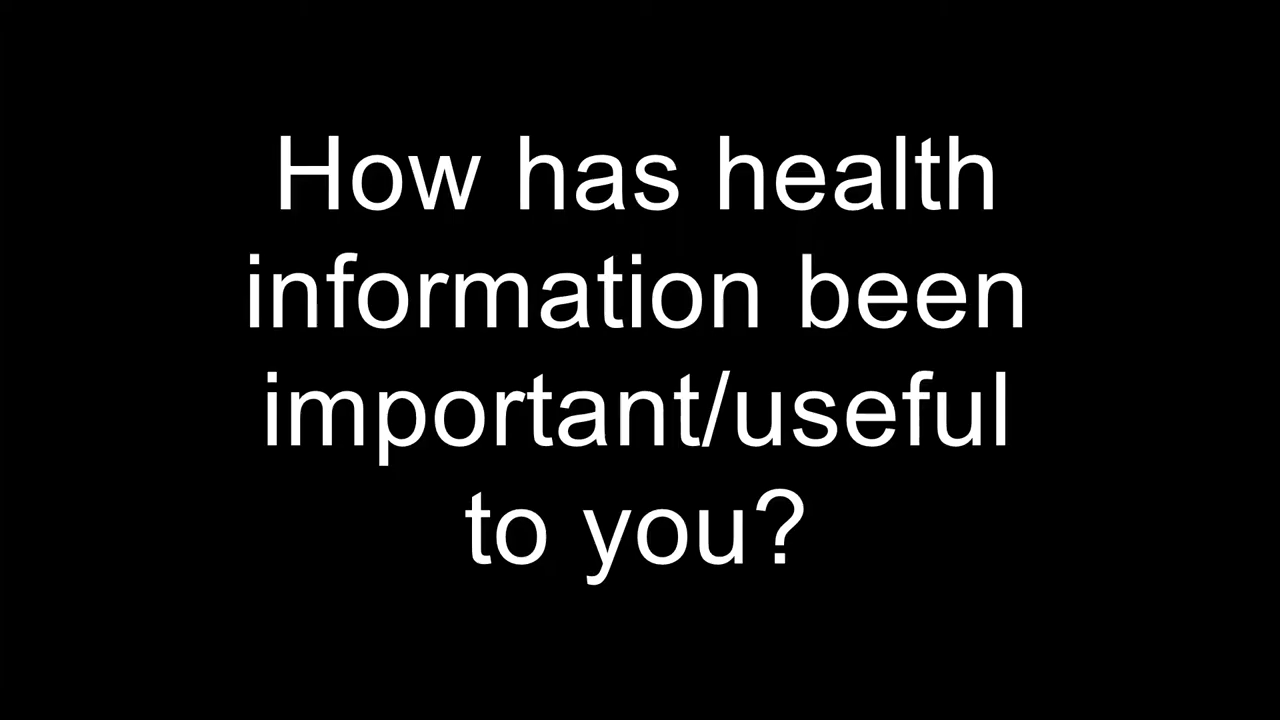 How has health
information been
important/useful
to you?